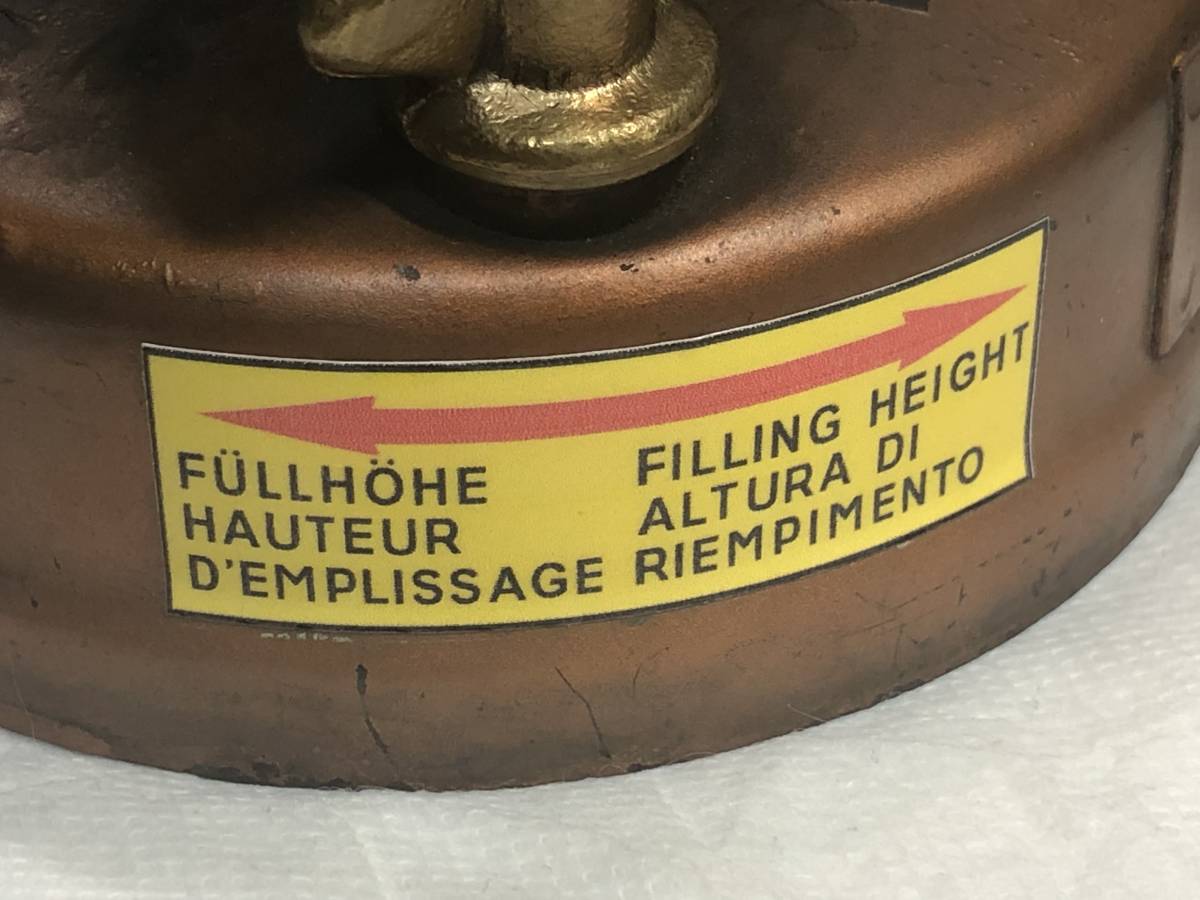 FÜLLHÖHE
HAUTEUR
D'EMPLISSAGE
FILLING HEIGHT
ALTURA DI
RIEMPIMENTO